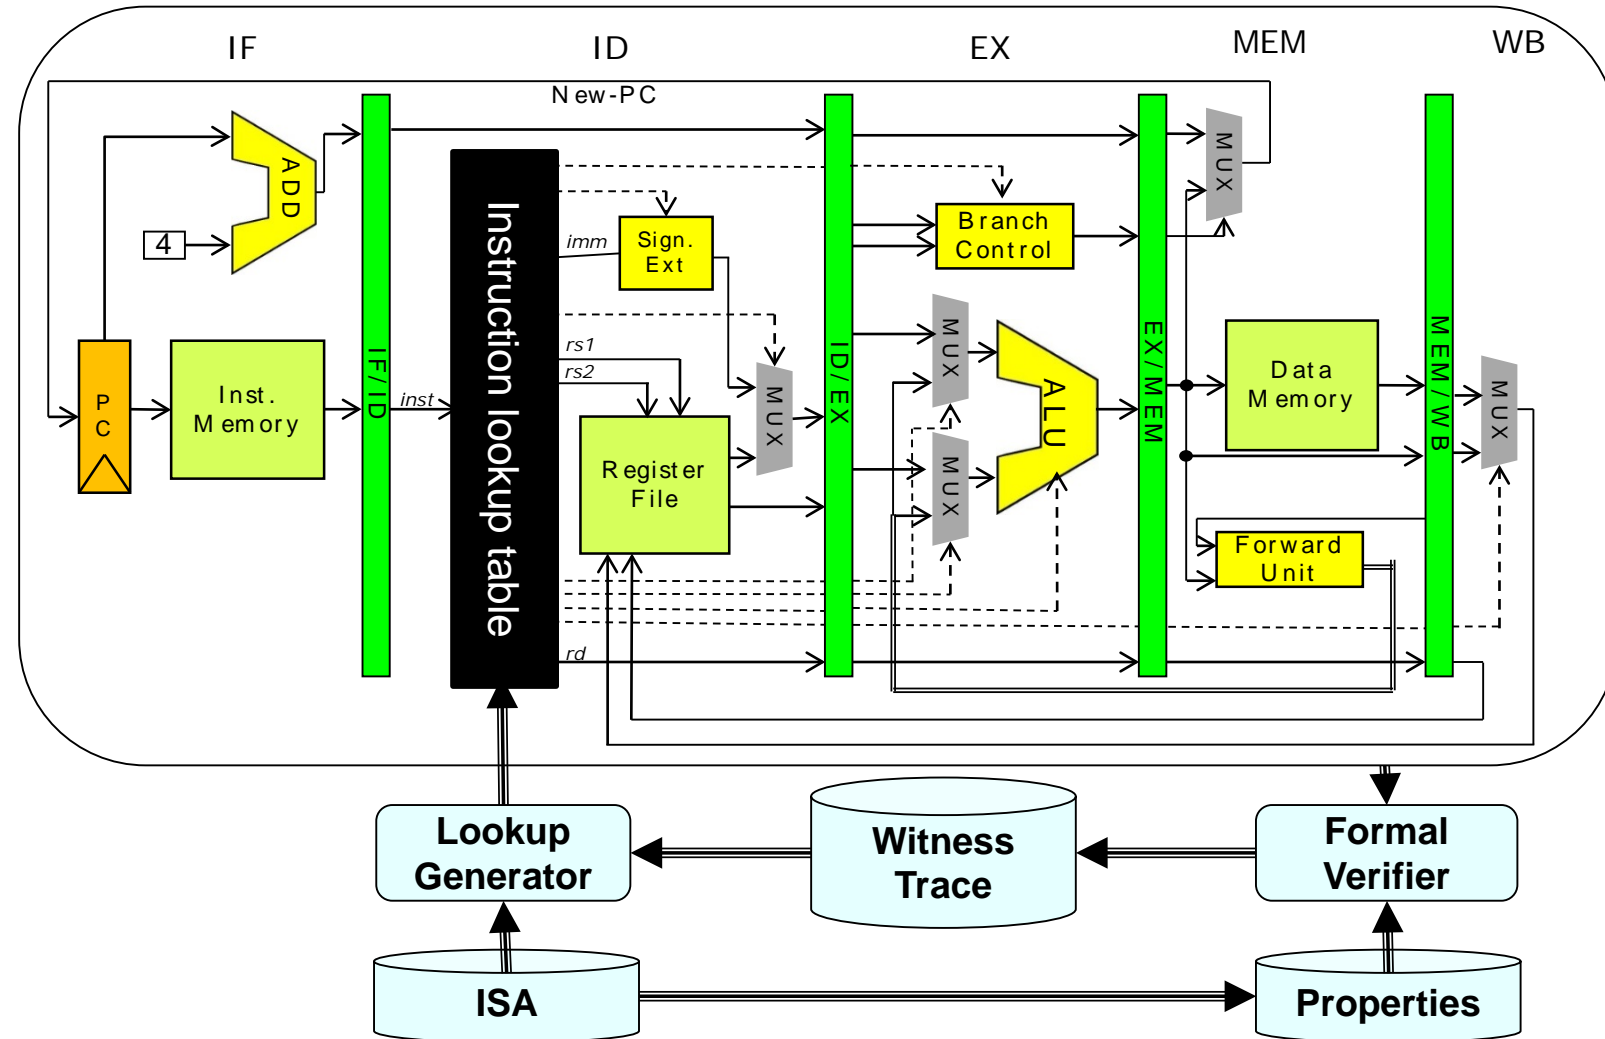 IF
ID
EX
MEM
WB
New-PC
ADD
4
PC
Inst.
Memory
IF/ID
inst
Instruction lookup table
imm
Sign.
Ext
rs1
rs2
MUX
Register
File
rd
ID/EX
Branch
Control
MUX
MUX
ALU
EX/MEM
MUX
Data
Memory
Forward
Unit
MEM/WB
MUX
Lookup
Generator
Witness
Trace
Formal
Verifier
ISA
Properties